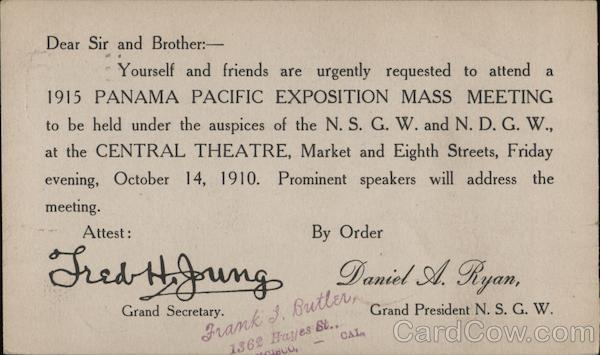 Dear Sir and Brother:—
Yourself and friends are urgently requested to attend a
1915 PANAMA PACIFIC EXPOSITION MASS MEETING
to be held under the auspices of the N. S. G. W. and N. D. G. W.,
at the CENTRAL THEATRE, Market and Eighth Streets, Friday
evening, October 14, 1910. Prominent speakers will address the
meeting.
Attest: By Order
Fred H. Jung Daniel A. Ryan,
Grand Secretary. Grand President N. S. G. W.
Frank I. Butler,
1362 Hayes St.,
CAL.
CardCow.com